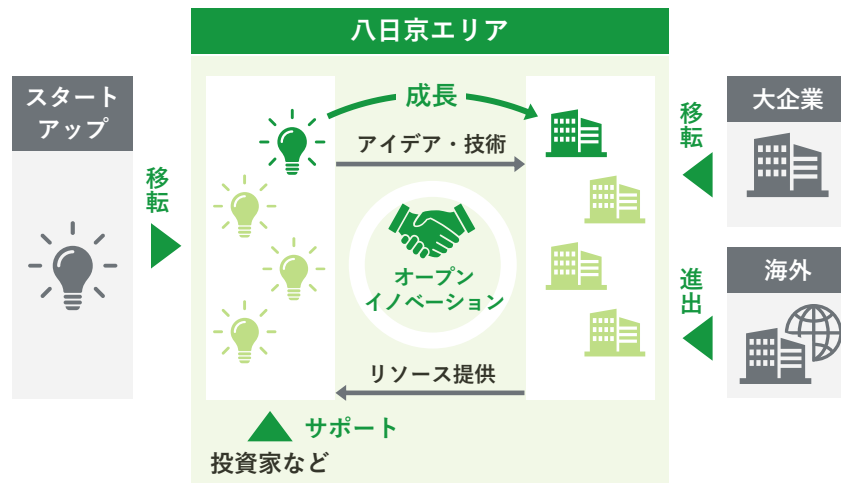 八日京エリア
スタート
アップ
移転
成長
アイデア・技術
オープン
イノベーション
リソース提供
サポート
投資家など
移転
大企業
進出
海外